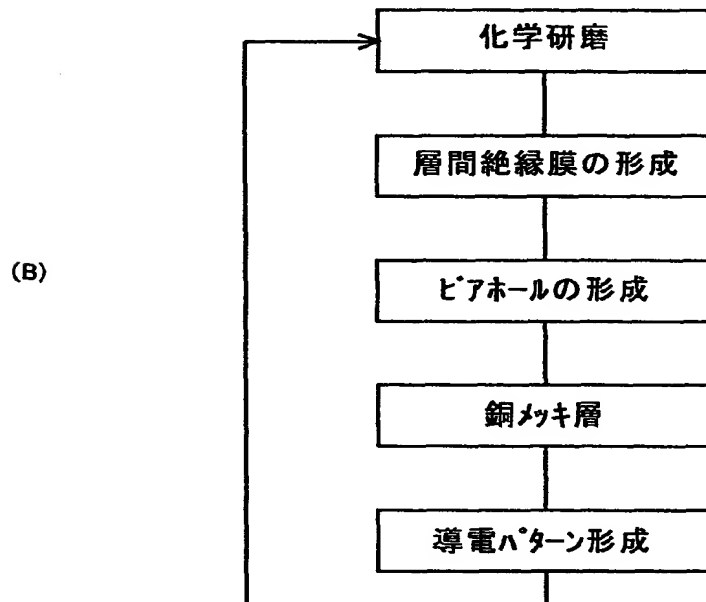 化学研磨
層間絶縁膜の形成
(B)
ビアホールの形成
銅メッキ層
導電パターン形成